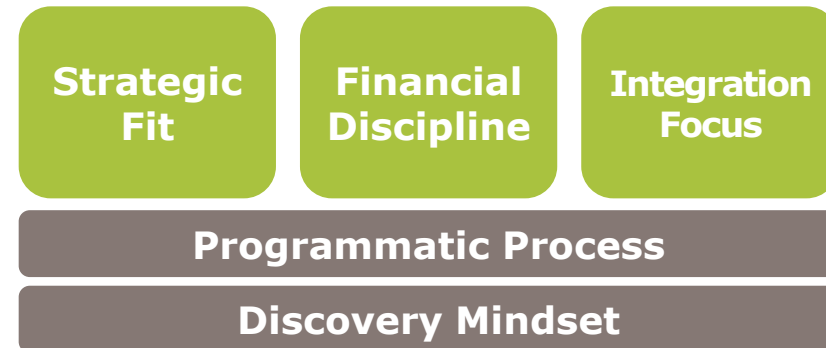 Strategic
Fit
Financial
Discipline
Integration
Focus
Programmatic Process
Discovery Mindset